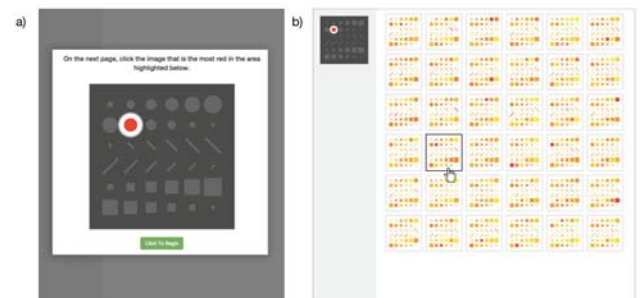 a)
b)
On the next page, click the image that is the most red in the area
highlighted below.
Click To Begin